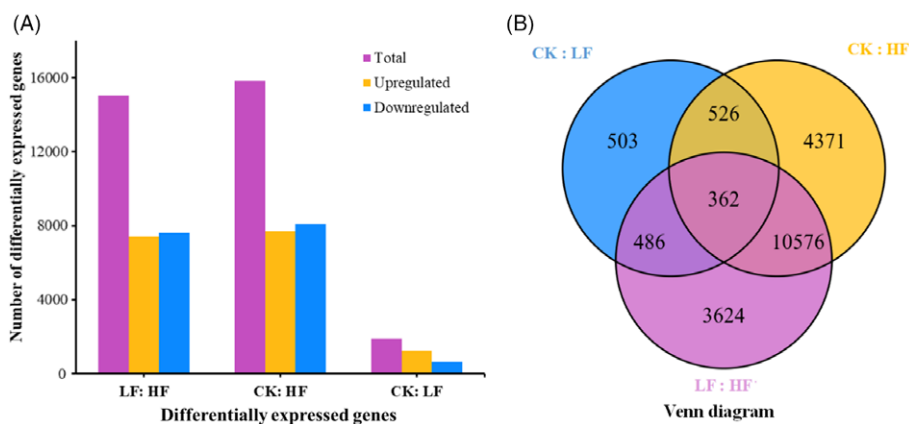 (A)
Number of differentially expressed genes
16000
12000
8000
4000
0
Total
Upregulated
Downregulated
LF: HF
CK: HF
CK: LF
Differentially expressed genes
(B)
CK : LF
CK : HF
503
526
4371
362
486
10576
3624
LF : HF
Venn diagram